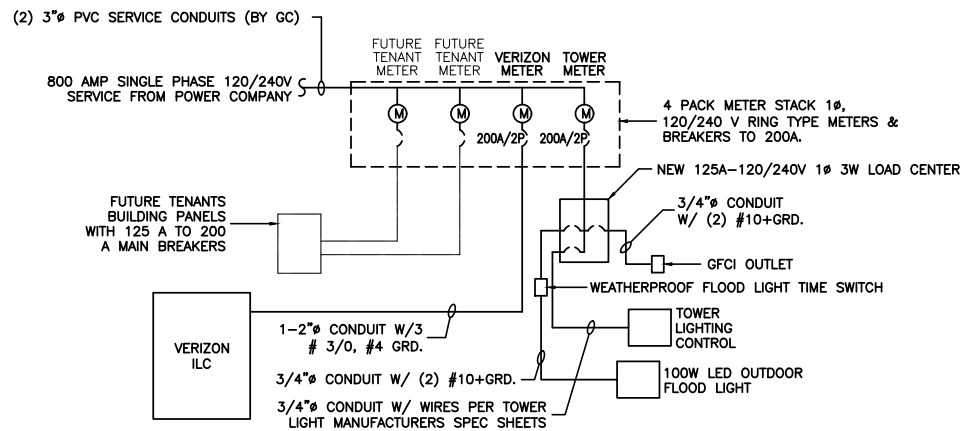 (2) 3"ø PVC SERVICE CONDUITS (BY GC)
800 AMP SINGLE PHASE 120/240V
SERVICE FROM POWER COMPANY
FUTURE
TENANT
METER
FUTURE
TENANT
METER
VERIZON
METER
TOWER
METER
M
M
M
M
200A/2P
200A/2P
4 PACK METER STACK 1ø,
120/240 V RING TYPE METERS &
BREAKERS TO 200A.
NEW 125A-120/240V 1ø 3W LOAD CENTER
3/4"ø CONDUIT
W/ (2) #10+GRD.
FUTURE TENANTS
BUILDING PANELS
WITH 125 A TO 200
A MAIN BREAKERS
GFCI OUTLET
WEATHERPROOF FLOOD LIGHT TIME SWITCH
TOWER
LIGHTING
CONTROL
VERIZON
ILC
1-2"ø CONDUIT W/3
# 3/0, #4 GRD.
3/4"ø CONDUIT W/ (2) #10+GRD.
100W LED OUTDOOR
FLOOD LIGHT
3/4"ø CONDUIT W/ WIRES PER TOWER
LIGHT MANUFACTURERS SPEC SHEETS